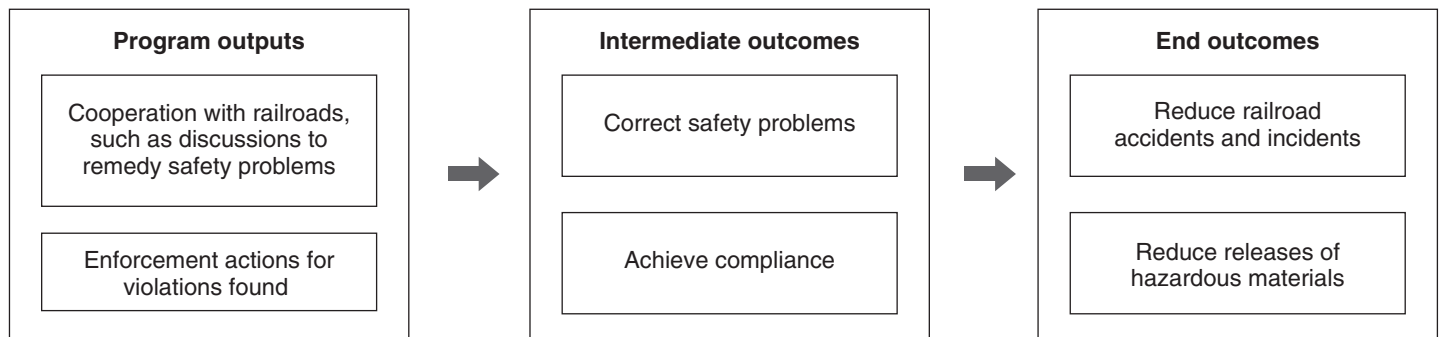 Program outputs
Cooperation with railroads,
such as discussions to
remedy safety problems
Enforcement actions for
violations found
Intermediate outcomes
Correct safety problems
Achieve compliance
End outcomes
Reduce railroad
accidents and incidents
Reduce releases of
hazardous materials